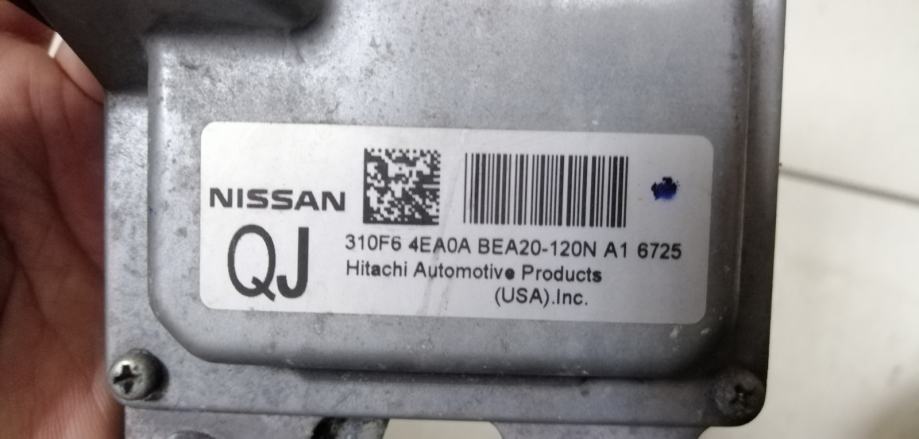 NISSAN
QJ
310F6 4EA0A BEA20-120N A1 6725
Hitachi Automotive Products
(USA).Inc.